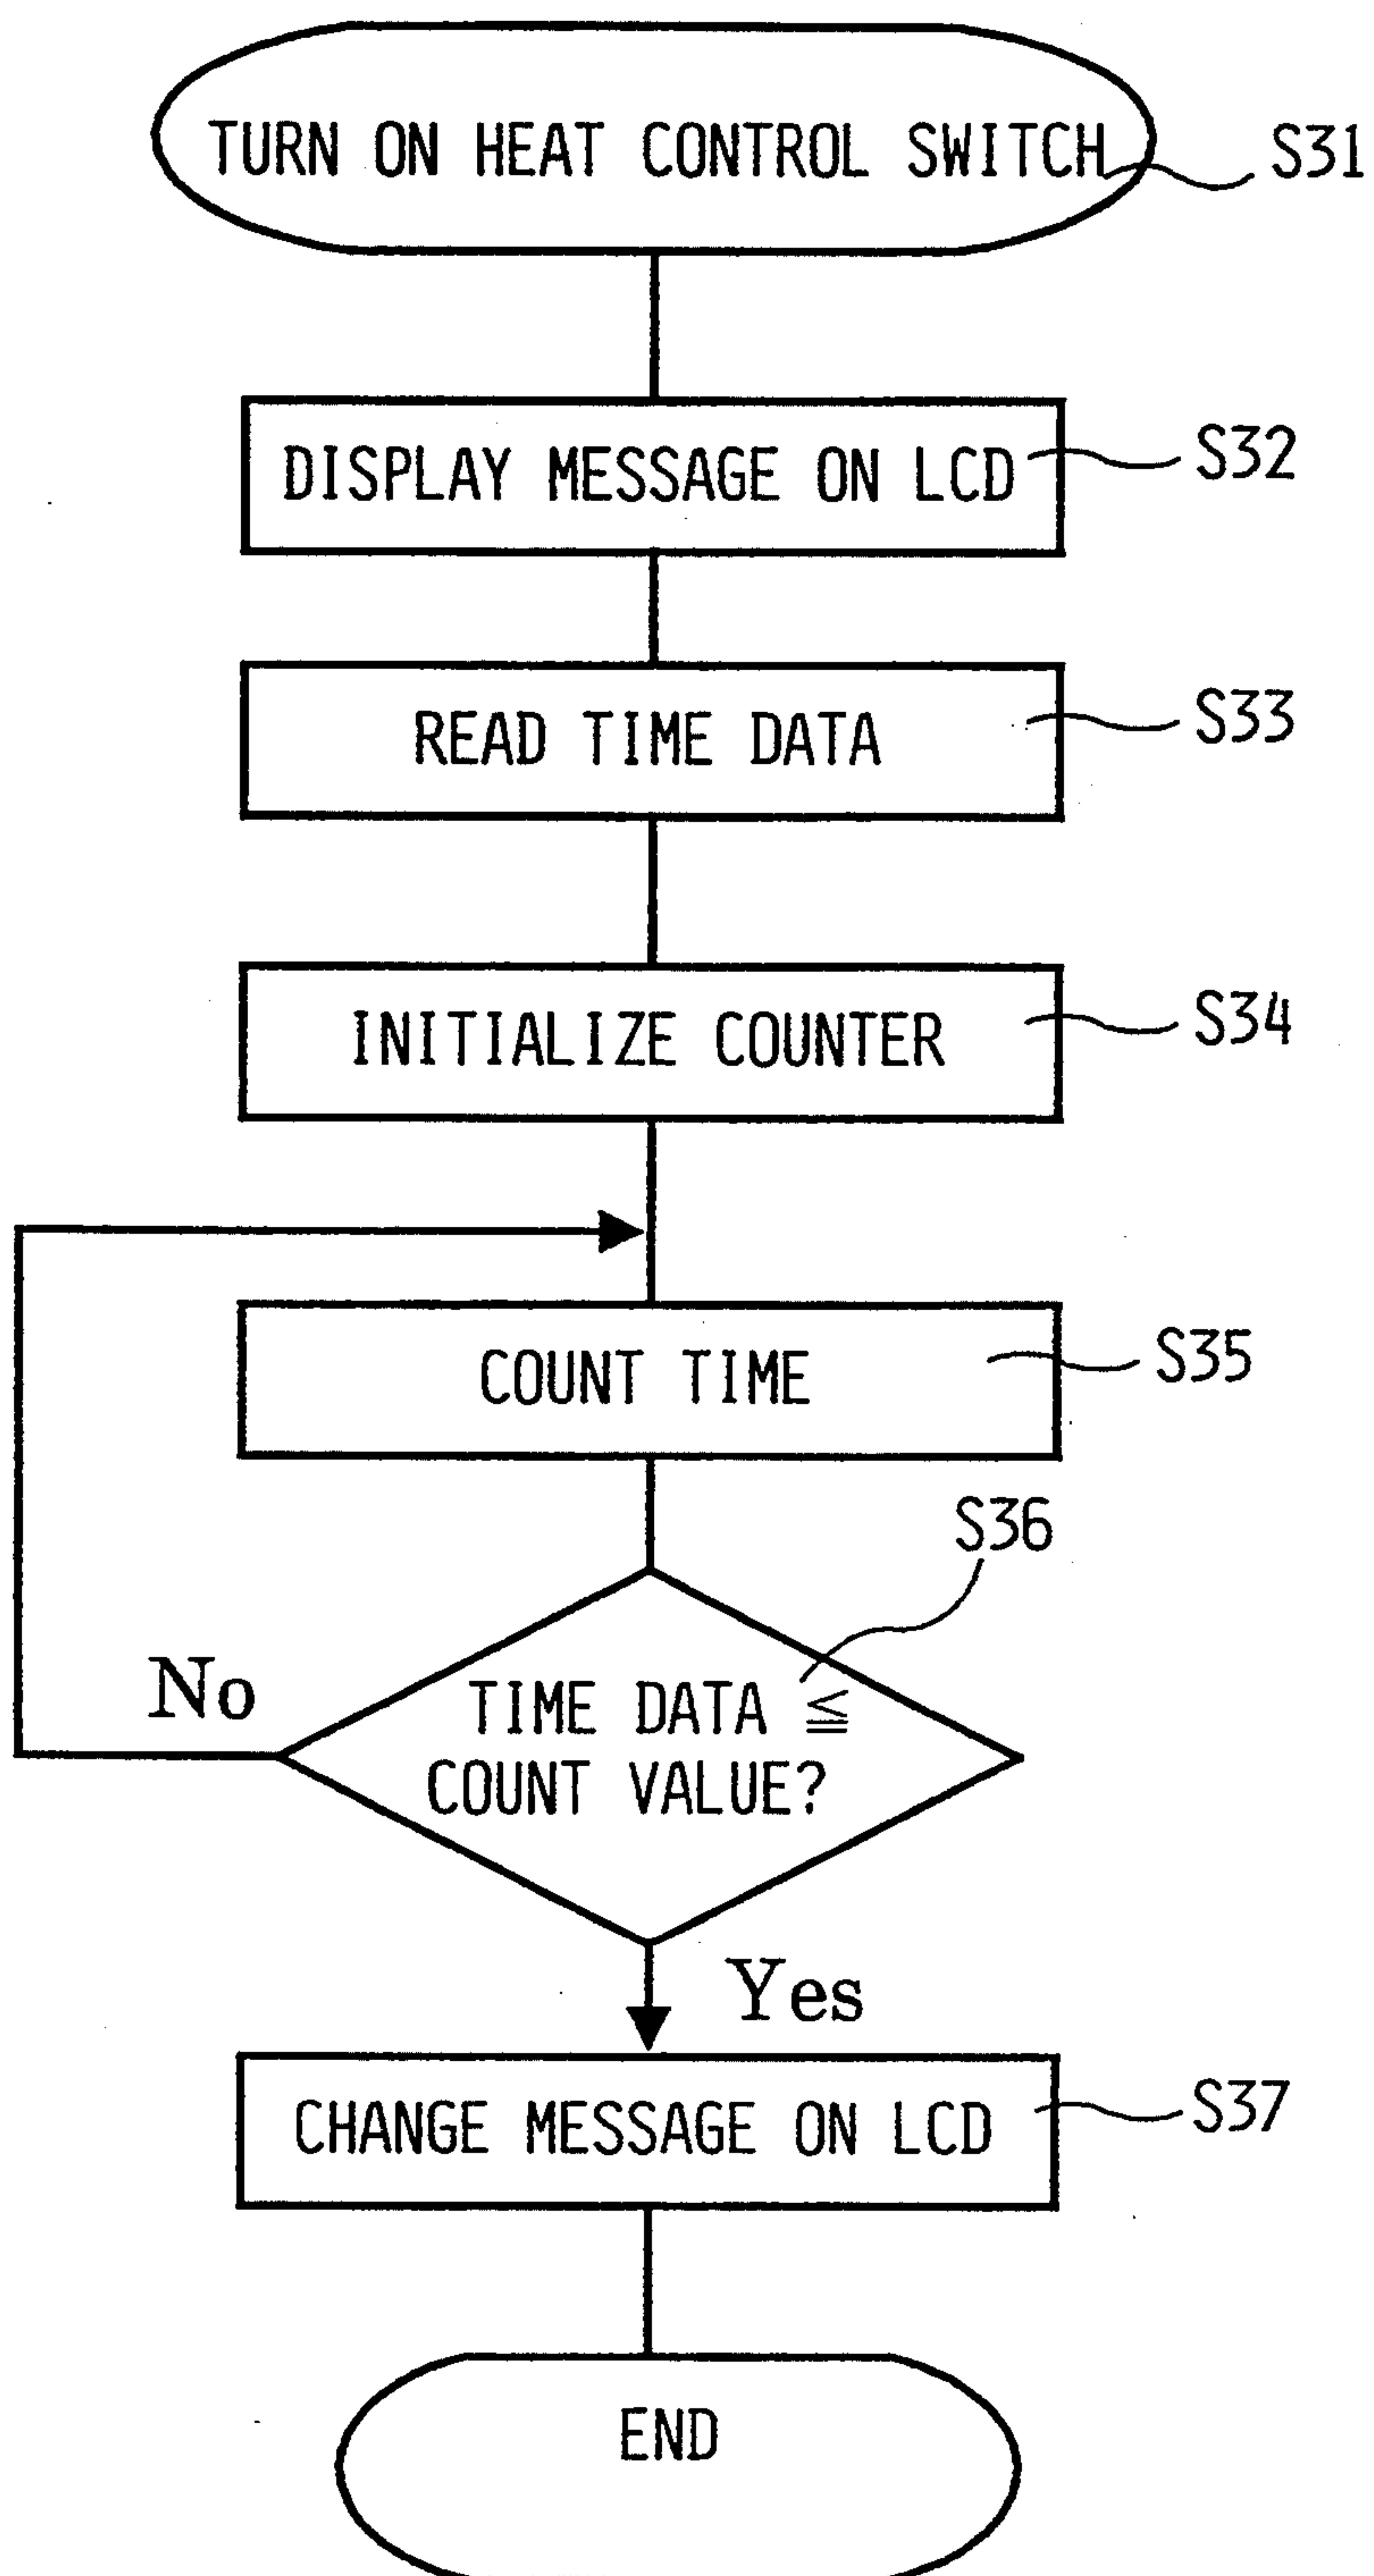 TURN ON HEAT CONTROL SWITCH S31
DISPLAY MESSAGE ON LCD S32
READ TIME DATA S33
INITIALIZE COUNTER S34
COUNT TIME S35
S36
No
TIME DATA ≦
COUNT VALUE?
Yes
CHANGE MESSAGE ON LCD S37
END